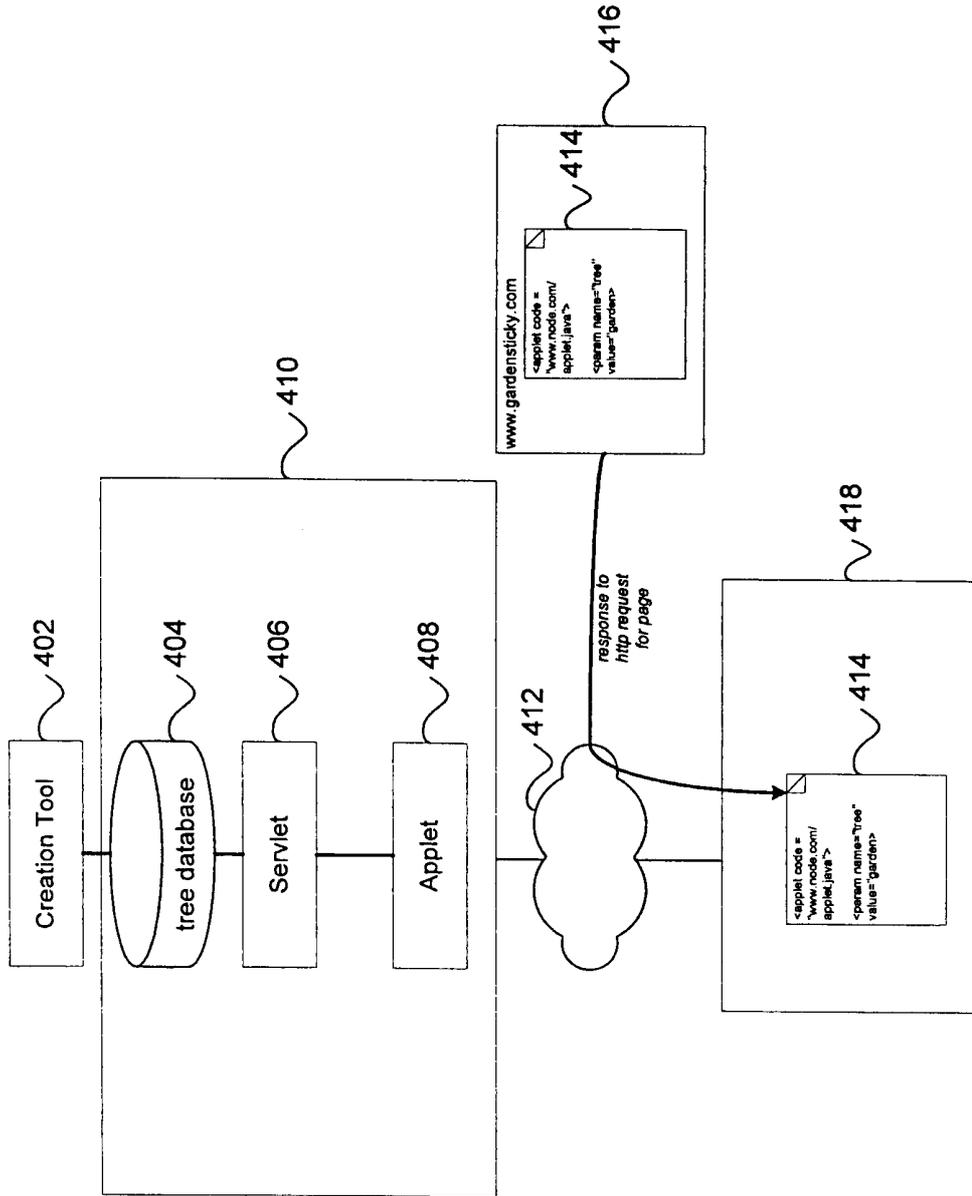 Creation Tool
402
tree database
404
Servlet
406
Applet
408
410
412
www.gardensticky.com
<applet code =
"www.node.com/
applet.java">
<param name="tree"
value="garden>
414
416
response to
http request
for page
<applet code =
"www.node.com/
applet.java">
<param name="tree"
value="garden>
414
418